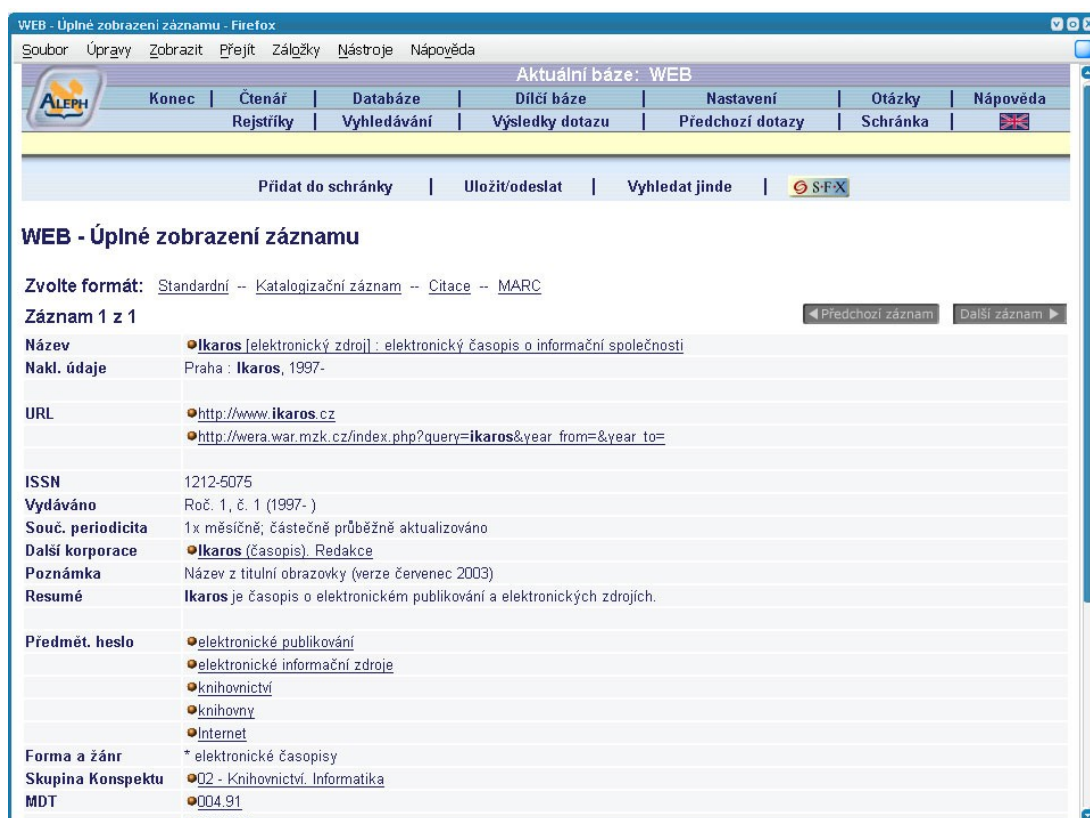 WEB - Úplné zobrazení záznamu - Firefox
Soubor Úpravy Zobrazit Přejít Záložky Nástroje Nápověda
Aktuální báze: WEB
ALEPH Konec | Čtenář | Databáze | Dílčí báze | Nastavení | Otázky | Nápověda
Rejstříky | Vyhledávání | Výsledky dotazu | Předchozí dotazy | Schránka |
Přidat do schránky | Uložit/odeslat | Vyhledat jinde | S·F·X
WEB - Úplné zobrazení záznamu
Zvolte formát: Standardní -- Katalogizační záznam -- Citace -- MARC
Záznam 1 z 1 Předchozí záznam Další záznam
Název Ikaros [elektronický zdroj] : elektronický časopis o informační společnosti
Nakl. údaje Praha : Ikaros, 1997-
URL http://www.ikaros.cz
http://wera.war.mzk.cz/index.php?query=ikaros&year_from=&year_to=
ISSN 1212-5075
Vydáváno Roč. 1, č. 1 (1997- )
Souč. periodicita 1x měsíčně; částečně průběžně aktualizováno
Další korporace Ikaros (časopis). Redakce
Poznámka Název z titulní obrazovky (verze červenec 2003)
Resumé Ikaros je časopis o elektronickém publikování a elektronických zdrojích.
Předmět. heslo elektronické publikování
elektronické informační zdroje
knihovnictví
knihovny
Internet
Forma a žánr * elektronické časopisy
Skupina Konspektu 02 - Knihovnictví. Informatika
MDT 004.91